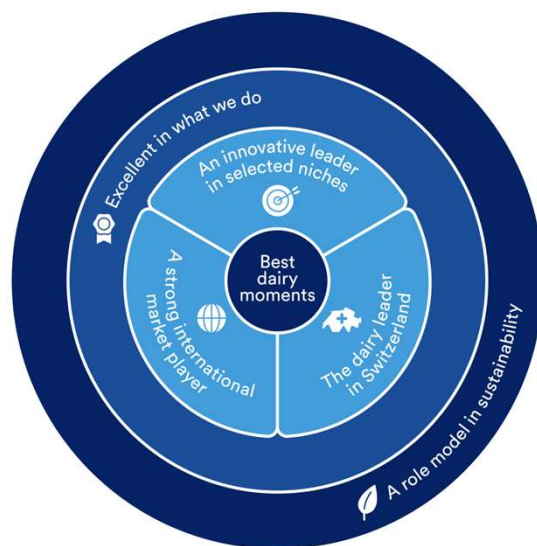 Excellent in what we do
An innovative leader
in selected niches
Best
dairy
moments
A strong international
market player
The dairy leader
in Switzerland
A role model in sustainability